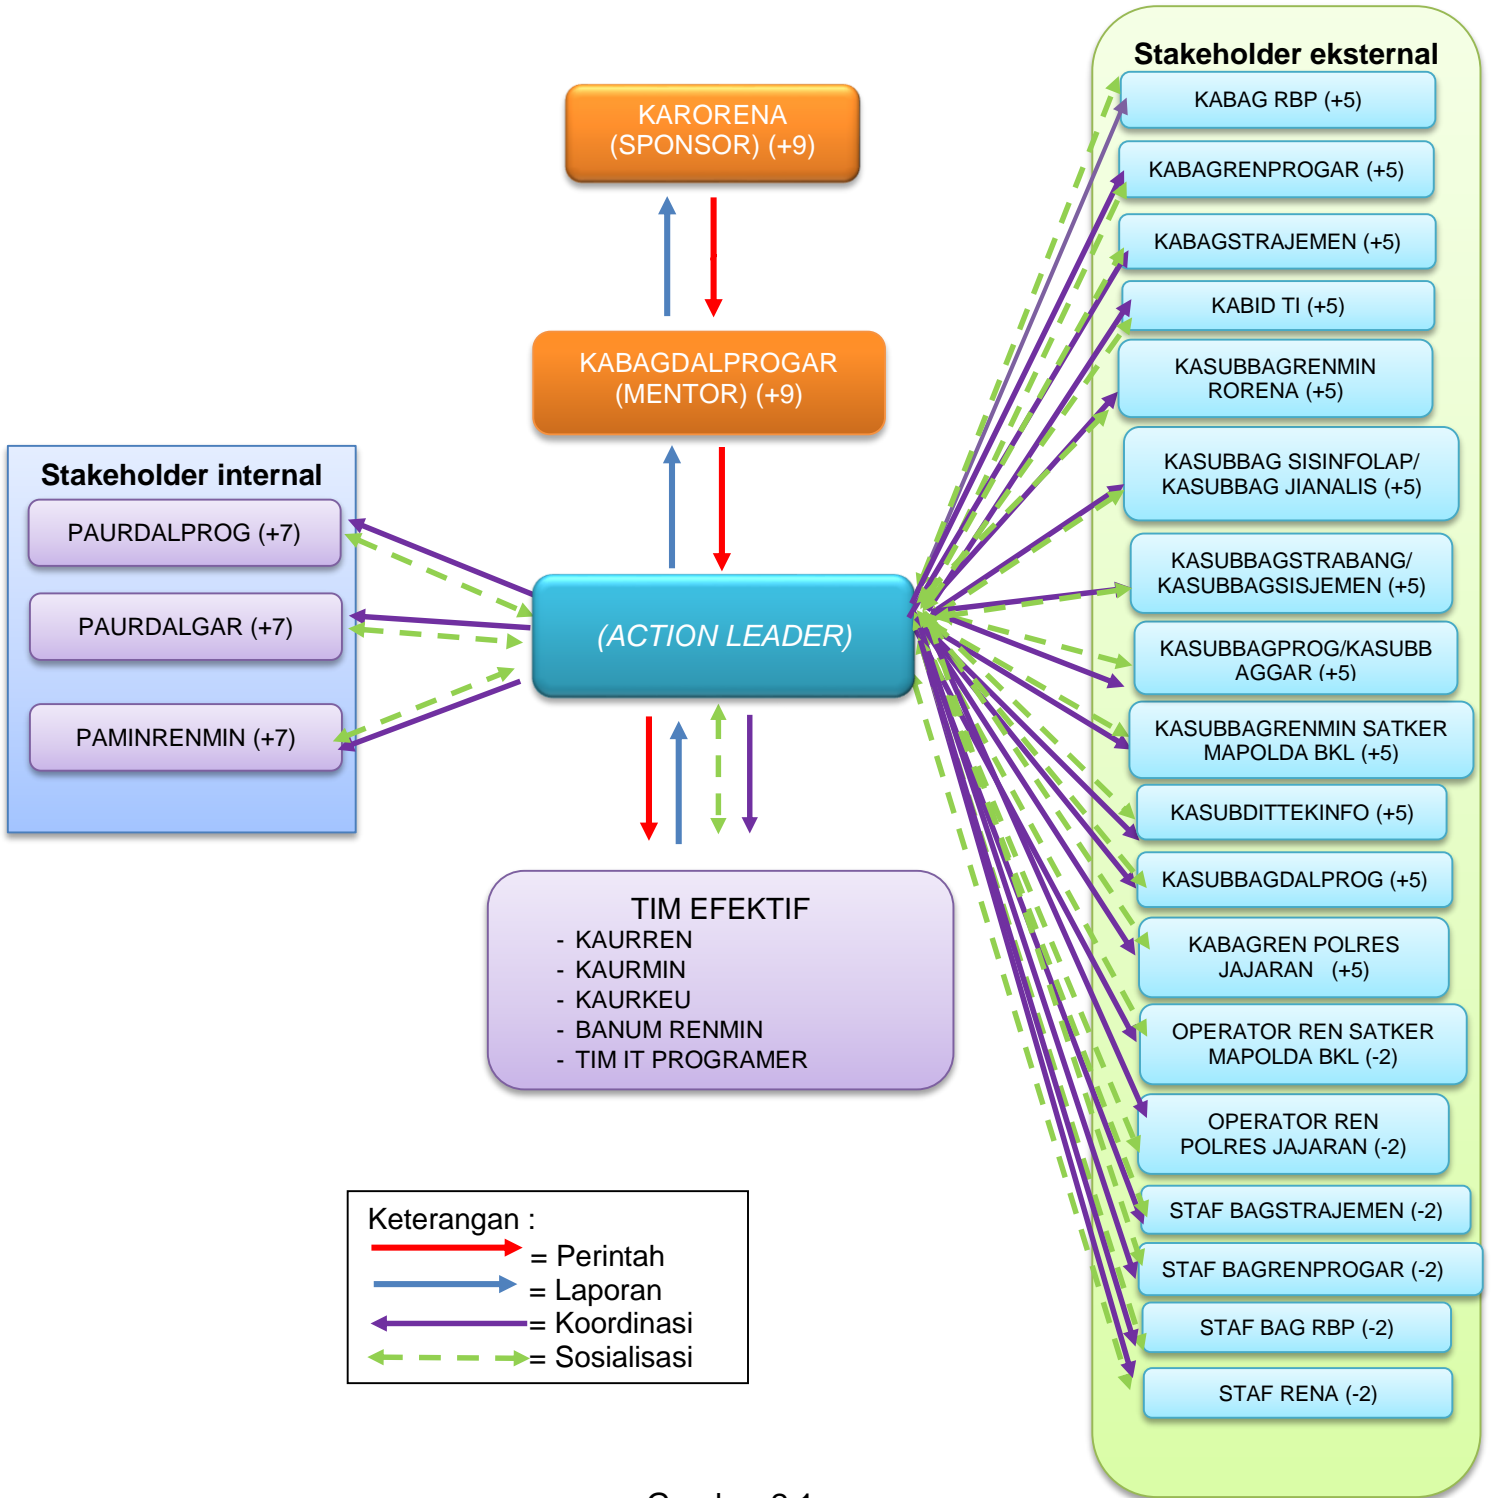 KARORENA
(SPONSOR) (+9)
KABAGDALPROGAR
(MENTOR) (+9)
Stakeholder internal
PAURDALPROG (+7)
PAURDALGAR (+7)
PAMINRENMIN (+7)
(ACTION LEADER)
TIM EFEKTIF
- KAURREN
- KAURMIN
- KAURKEU
- BANUM RENMIN
- TIM IT PROGRAMER
Keterangan :
= Perintah
= Laporan
= Koordinasi
= Sosialisasi
Stakeholder eksternal
KABAG RBP (+5)
KABAGRENPROGAR (+5)
KABAGSTRAJEMEN (+5)
KABID TI (+5)
KASUBBAGRENMIN
RORENA (+5)
KASUBBAG SISINFOLAP/
KASUBBAG JIANALIS (+5)
KASUBBAGSTRABANG/
KASUBBAGSISJEMEN (+5)
KASUBBAGPROG/KASUBB
AGGAR (+5)
KASUBBAGRENMIN SATKER
MAPOLDA BKL (+5)
KASUBDITTEKINFO (+5)
KASUBBAGDALPROG (+5)
KABAGREN POLRES
JAJARAN (+5)
OPERATOR REN SATKER
MAPOLDA BKL (-2)
OPERATOR REN
POLRES JAJARAN (-2)
STAF BAGSTRAJEMEN (-2)
STAF BAGRENPROGAR (-2)
STAF BAG RBP (-2)
STAF RENA (-2)